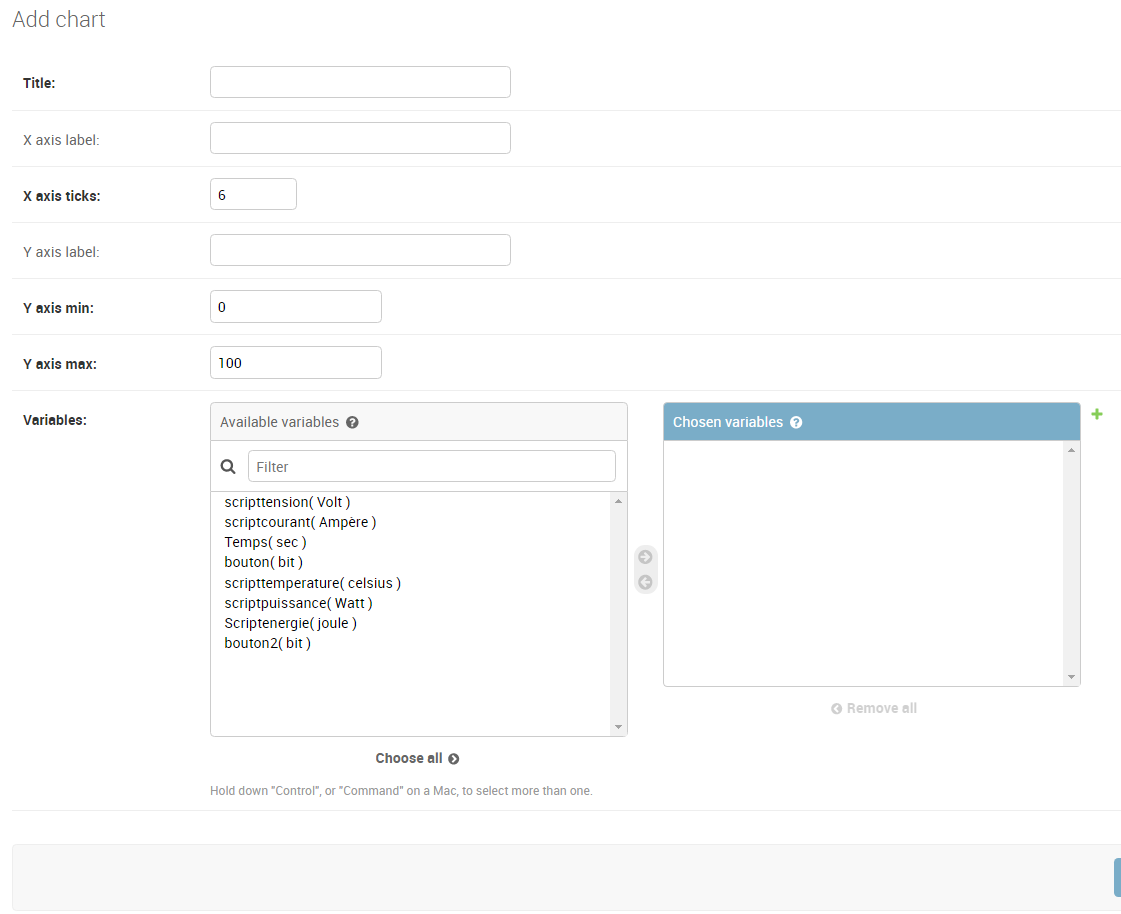 Add chart
Title:
X axis label:
X axis ticks: 6
Y axis label:
Y axis min: 0
Y axis max: 100
Variables:
Available variables
Filter
scripttension( Volt )
scriptcourant( Ampère )
Temps( sec )
bouton( bit )
scripttemperature( celsius )
scriptpuissance( Watt )
Scriptenergie( joule )
bouton2( bit )
Choose all
Chosen variables
Remove all
Hold down "Control", or "Command" on a Mac, to select more than one.